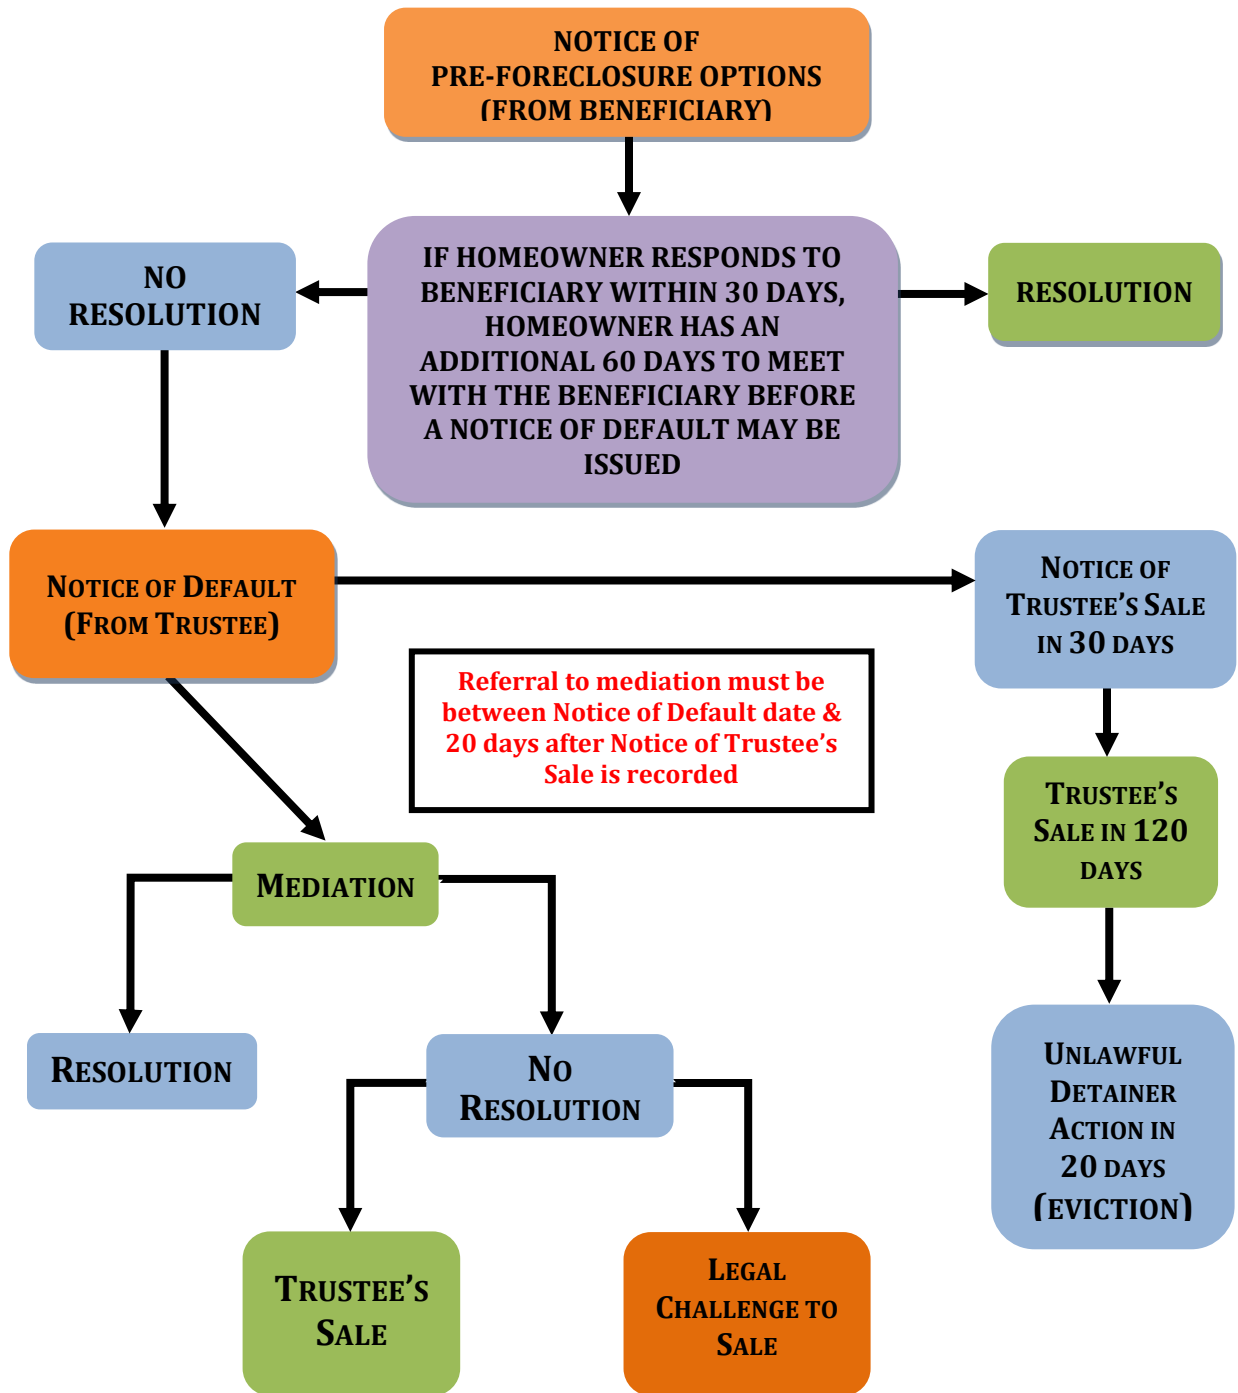 NOTICE OF
PRE-FORECLOSURE OPTIONS
(FROM BENEFICIARY)
IF HOMEOWNER RESPONDS TO
BENEFICIARY WITHIN 30 DAYS,
HOMEOWNER HAS AN
ADDITIONAL 60 DAYS TO MEET
WITH THE BENEFICIARY BEFORE
A NOTICE OF DEFAULT MAY BE
ISSUED
NO
RESOLUTION
RESOLUTION
NOTICE OF DEFAULT
(FROM TRUSTEE)
NOTICE OF
TRUSTEE'S SALE
IN 30 DAYS
Referral to mediation must be
between Notice of Default date &
20 days after Notice of Trustee's
Sale is recorded
TRUSTEE'S
SALE IN 120
DAYS
MEDIATION
RESOLUTION
NO
RESOLUTION
UNLAWFUL
DETAINER
ACTION IN
20 DAYS
(EVICTION)
TRUSTEE'S
SALE
LEGAL
CHALLENGE TO
SALE